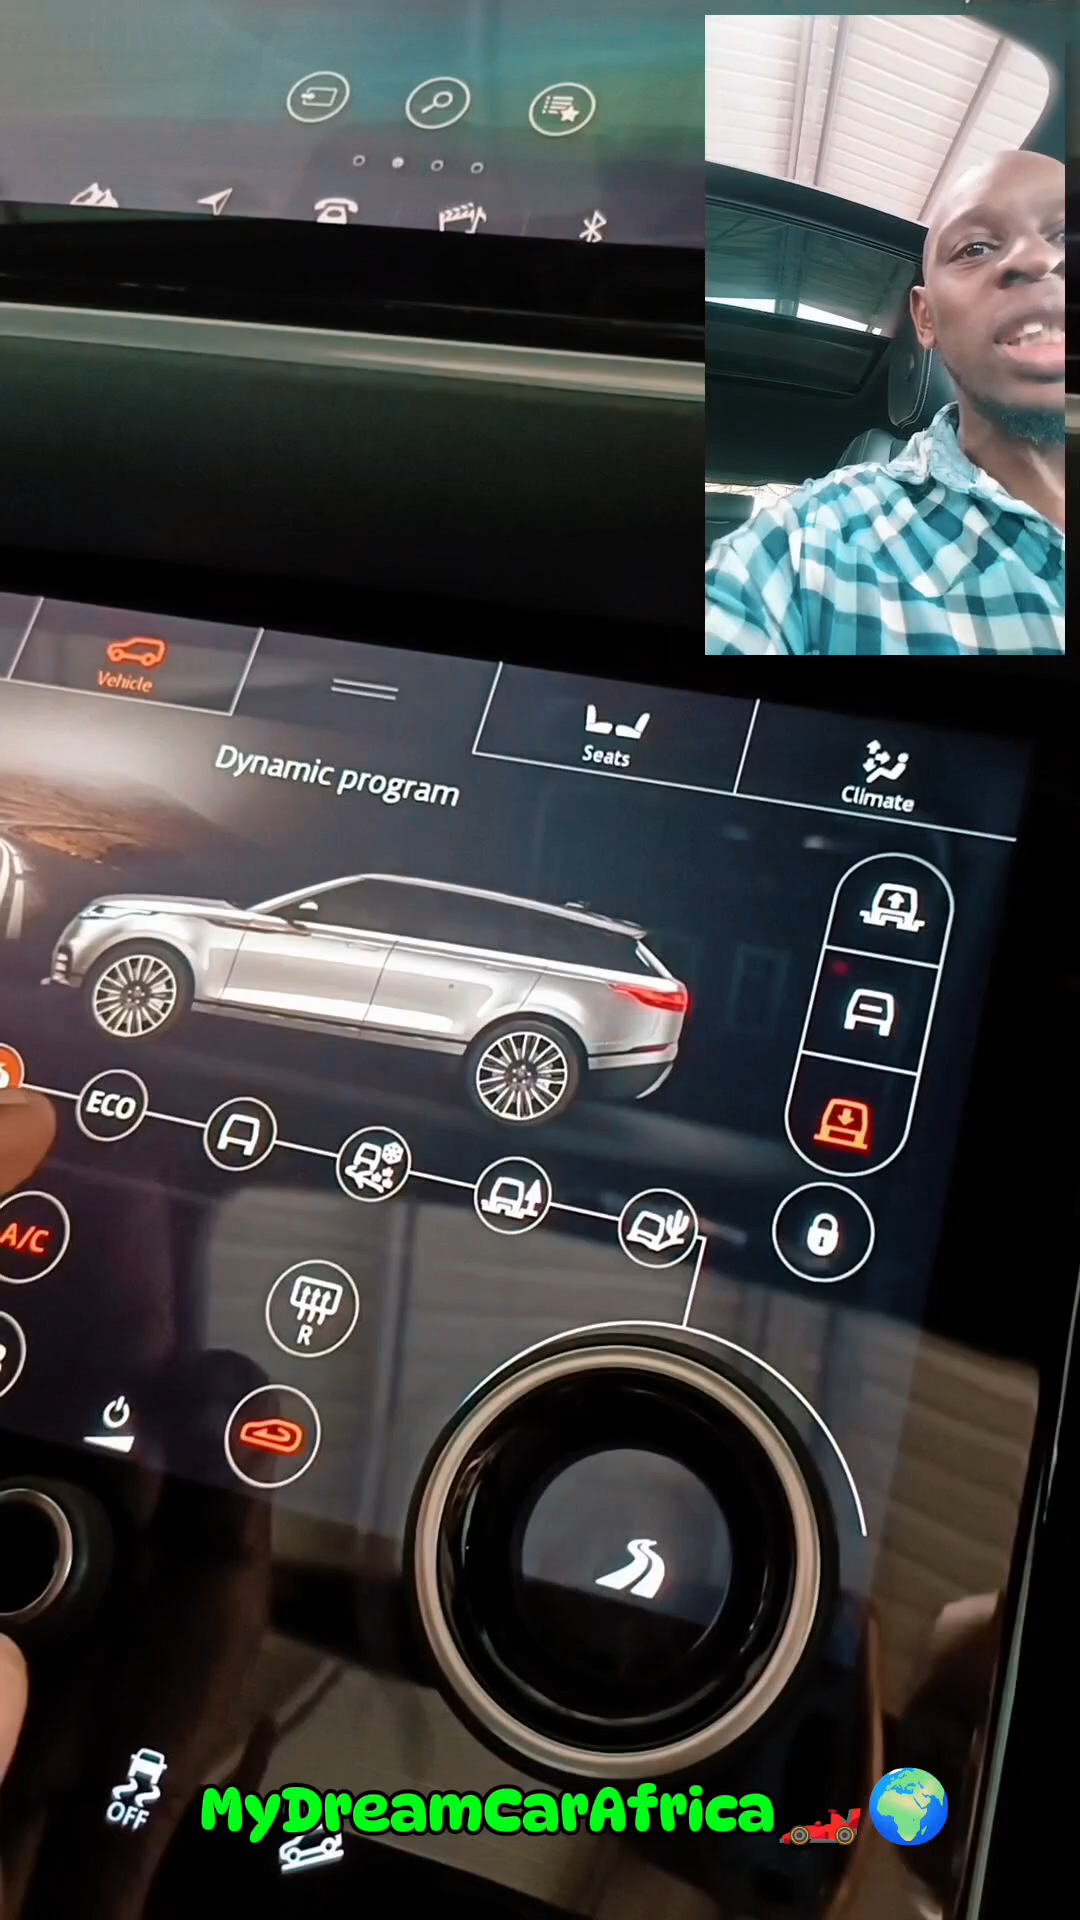 Vehicle
Seats
Climate
Dynamic program
ECO
A/C
R
OFF
MyDreamCarAfrica